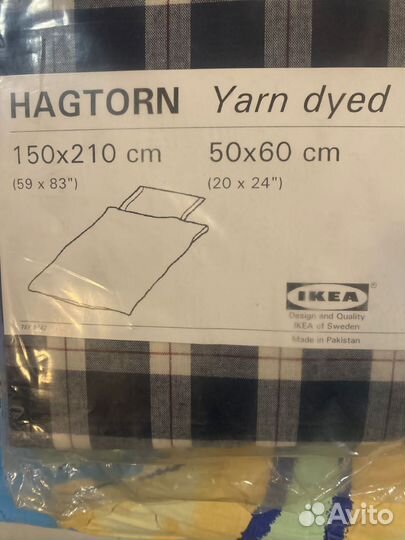 HAGTORN Yarn dyed
150x210 cm 50x60 cm
(59 x 83") (20 x 24")
IKEA®
Design and Quality
IKEA of Sweden
Made in Pakistan
Avito